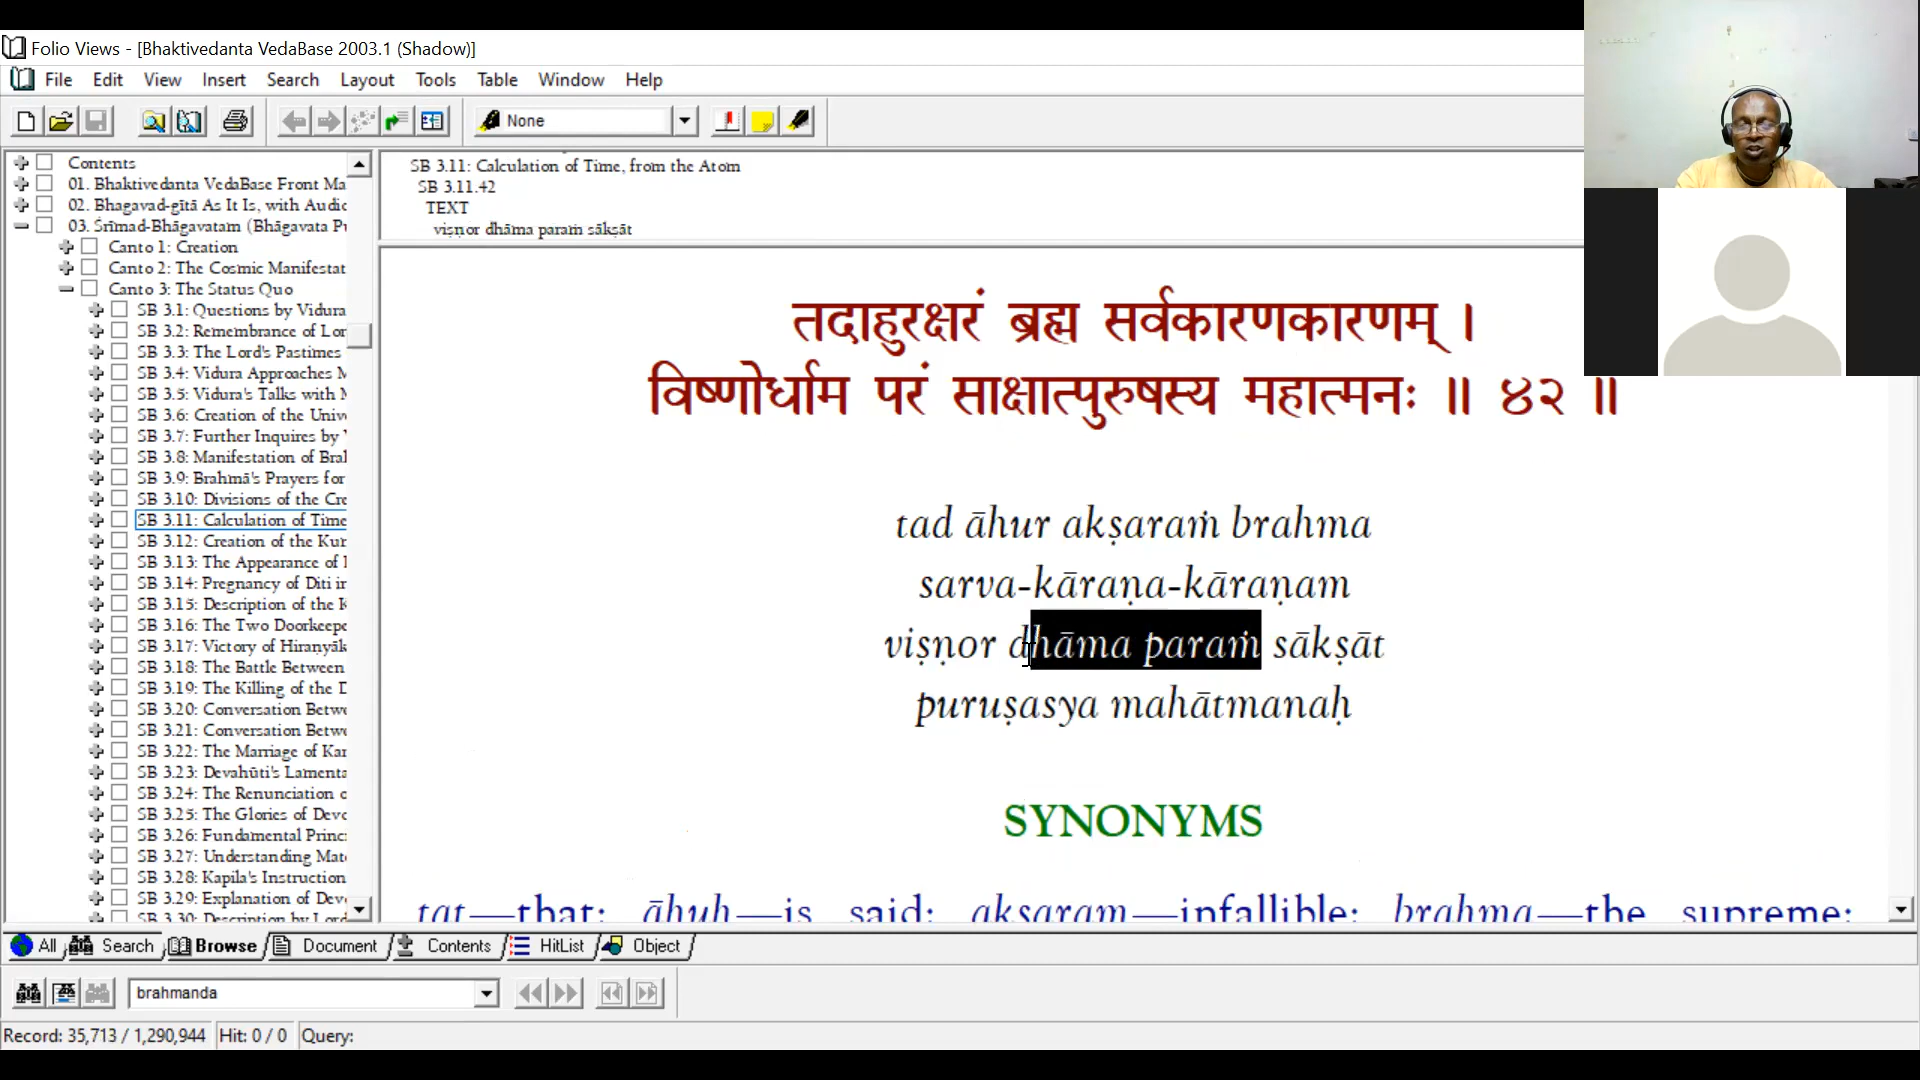 Folio Views - [Bhaktivedanta VedaBase 2003.1 (Shadow)]
File Edit View Insert Search Layout Tools Table Window Help
None
Contents
01. Bhaktivedanta VedaBase Front Ma
02. Bhagavad-gītā As It Is, with Audio
03. Śrīmad-Bhāgavatam (Bhāgavata Pu
Canto 1: Creation
Canto 2: The Cosmic Manifestat
Canto 3: The Status Quo
SB 3.1: Questions by Vidura
SB 3.2: Remembrance of Lor
SB 3.3: The Lord's Pastimes
SB 3.4: Vidura Approaches M
SB 3.5: Vidura's Talks with M
SB 3.6: Creation of the Univ
SB 3.7: Further Inquires by V
SB 3.8: Manifestation of Bral
SB 3.9: Brahmā's Prayers for
SB 3.10: Divisions of the Cre
SB 3.11: Calculation of Time
SB 3.12: Creation of the Kur
SB 3.13: The Appearance of I
SB 3.14: Pregnancy of Diti in
SB 3.15: Description of the K
SB 3.16: The Two Doorkeepe
SB 3.17: Victory of Hiraṇyāk
SB 3.18: The Battle Between
SB 3.19: The Killing of the D
SB 3.20: Conversation Betwe
SB 3.21: Conversation Betwe
SB 3.22: The Marriage of Kar
SB 3.23: Devahūti's Lamenta
SB 3.24: The Renunciation o
SB 3.25: The Glories of Devo
SB 3.26: Fundamental Princi
SB 3.27: Understanding Mate
SB 3.28: Kapila's Instruction
SB 3.29: Explanation of Dev
SB 3.30: Description by Lord
SB 3.11: Calculation of Time, from the Atom
SB 3.11.42
TEXT
viṣṇor dhāma paraṁ sākṣāt
तदाहुरक्षरं ब्रह्म सर्वकारणकारणम् ।
विष्णोर्धाम परं साक्षात्पुरुषस्य महात्मनः ॥ ४२ ॥
tad āhur akṣaraṁ brahma
sarva-kāraṇa-kāraṇam
viṣṇor dhāma paraṁ sākṣāt
puruṣasya mahātmanaḥ
SYNONYMS
tat—that; āhuḥ—is said; akṣaram—infallible; brahma—the supreme;
All Search Browse Document Contents HitList Object
brahmanda
Record: 35,713 / 1,290,944 Hit: 0 / 0 Query: